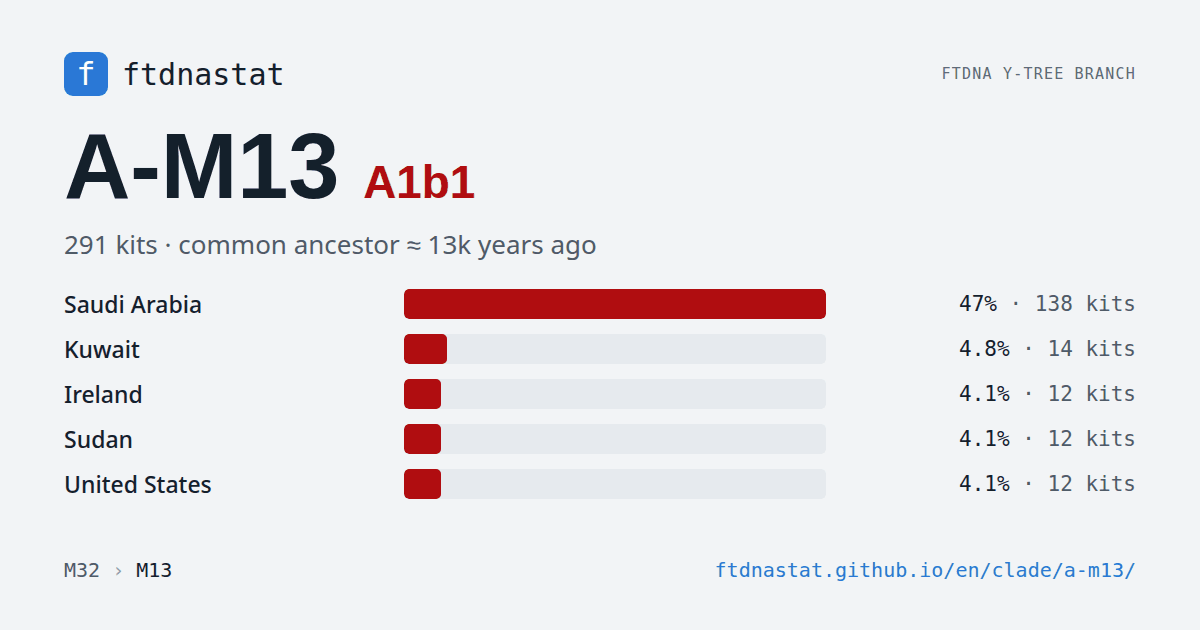 f ftdnastat
FTDNA Y-TREE BRANCH
A-M13 A1b1
291 kits · common ancestor ≈ 13k years ago
Saudi Arabia 47% · 138 kits
Kuwait 4.8% · 14 kits
Ireland 4.1% · 12 kits
Sudan 4.1% · 12 kits
United States 4.1% · 12 kits
M32 › M13
ftdnastat.github.io/en/clade/a-m13/